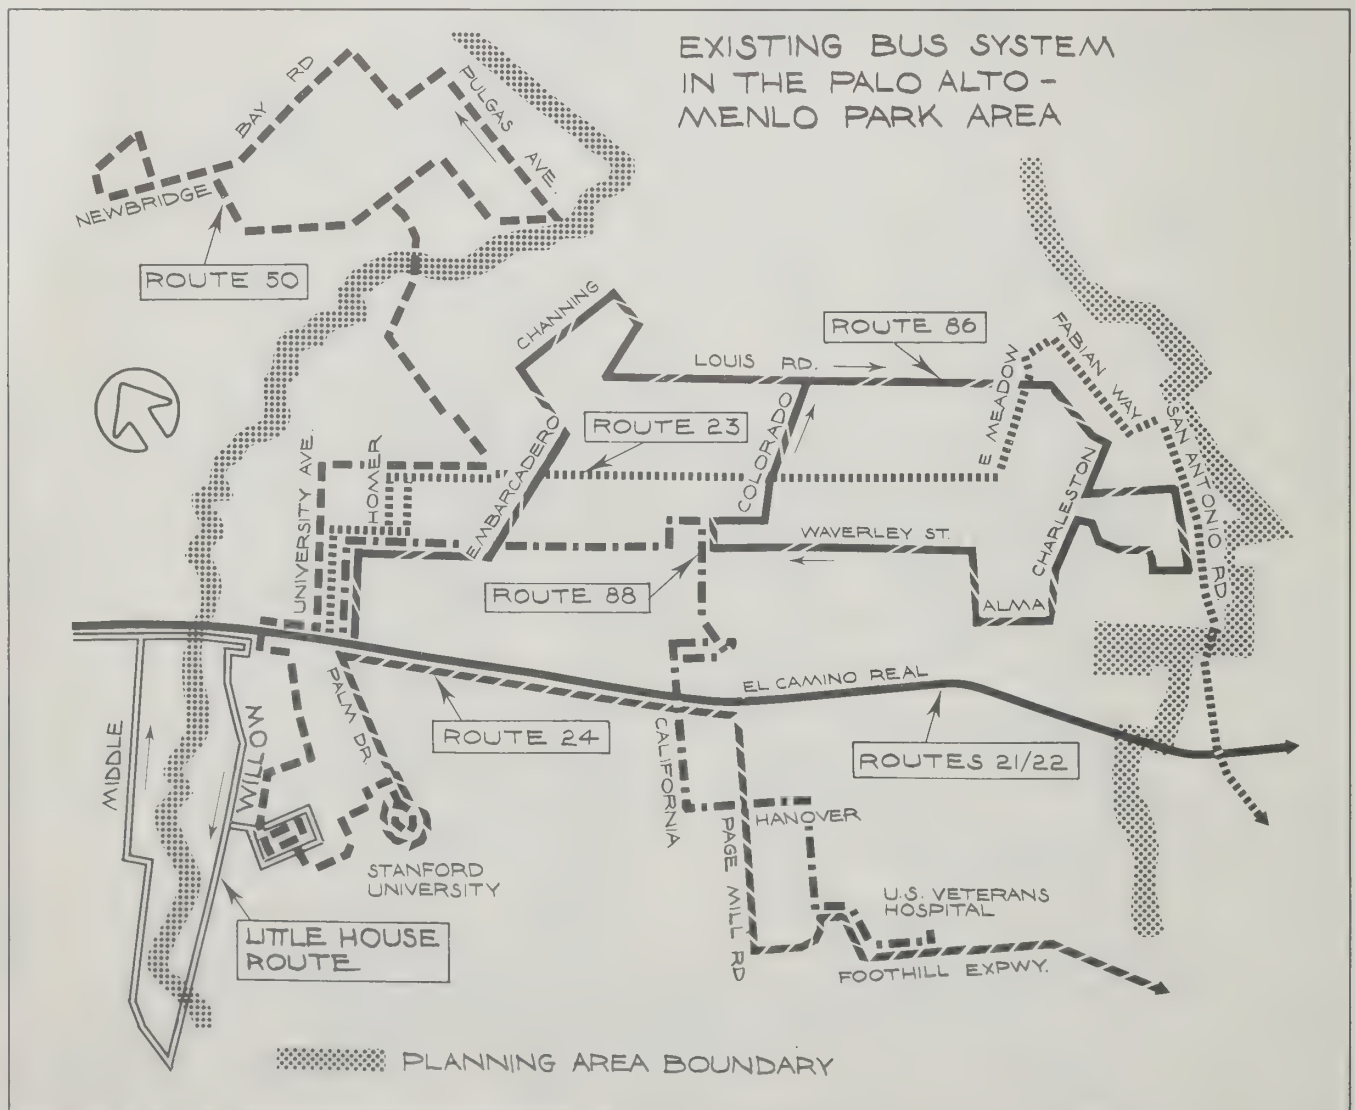 EXISTING BUS SYSTEM
IN THE PALO ALTO -
MENLO PARK AREA
BAY RD
PULGAS AVE.
NEWBRIDGE
ROUTE 50
CHANNING
ROUTE 86
FABIAN WAY
LOUIS RD.
E MEADOW
COLORADO
SAN ANTONIO RD.
ROUTE 23
EMBARCADERO
HOMER
UNIVERSITY AVE.
CHARLESTON
WAVERLEY ST.
ROUTE 88
ALMA
EL CAMINO REAL
PALM DR.
MIDDLE
WILLOW
ROUTE 24
CALIFORNIA
ROUTES 21/22
PAGE MILL RD
HANOVER
STANFORD
UNIVERSITY
U.S. VETERANS
HOSPITAL
LITTLE HOUSE
ROUTE
FOOTHILL EXPWY.
PLANNING AREA BOUNDARY